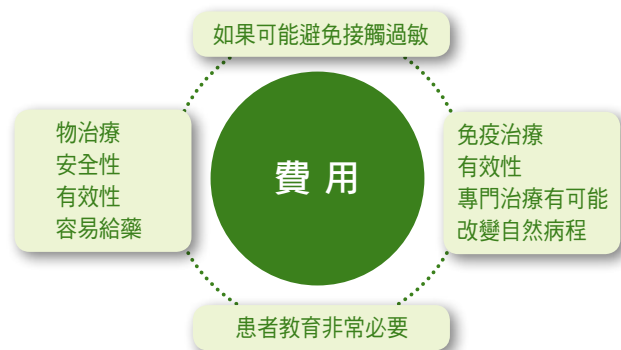 如果可能避免接觸過敏
物治療
安全性
有效性
容易給藥
費用
免疫治療
有效性
專門治療有可能
改變自然病程
患者教育非常必要